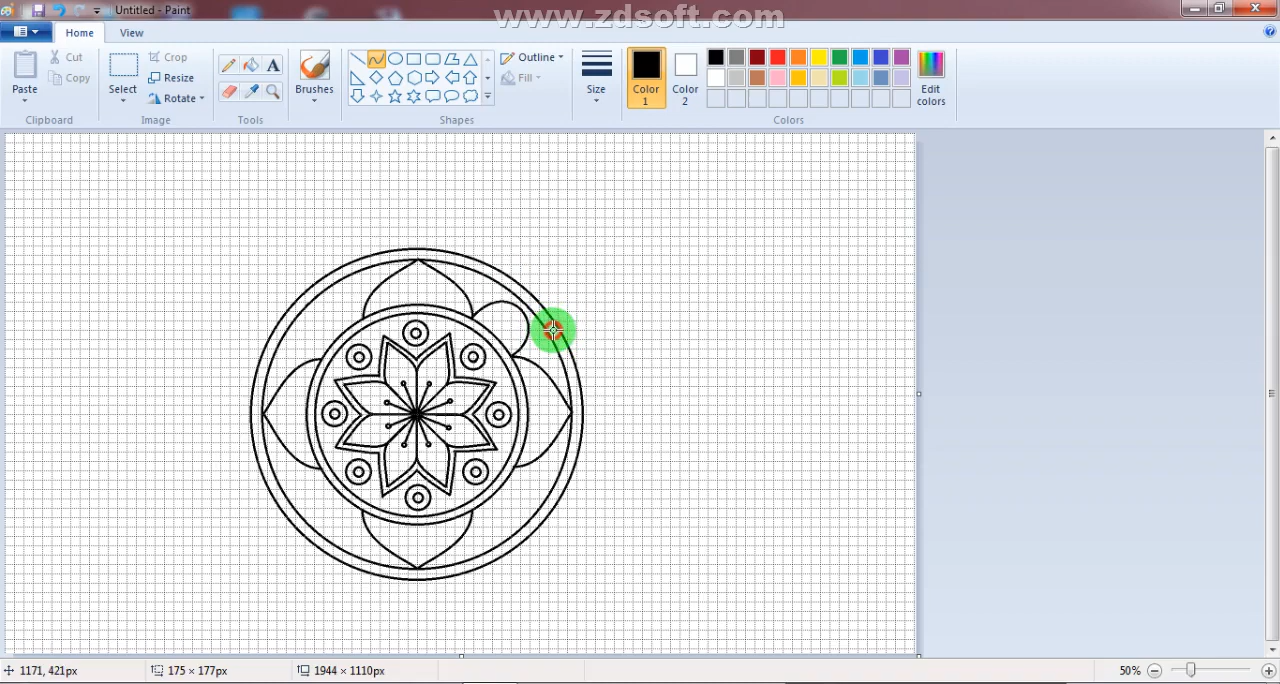 Untitled - Paint
www.zdsoft.com
Home
View
Paste
Cut
Copy
Clipboard
Select
Crop
Resize
Rotate
Image
Tools
Brushes
Shapes
Outline
Fill
Size
Color
1
Color
2
Edit
colors
Colors
1171, 421px
175 × 177px
1944 × 1110px
50%